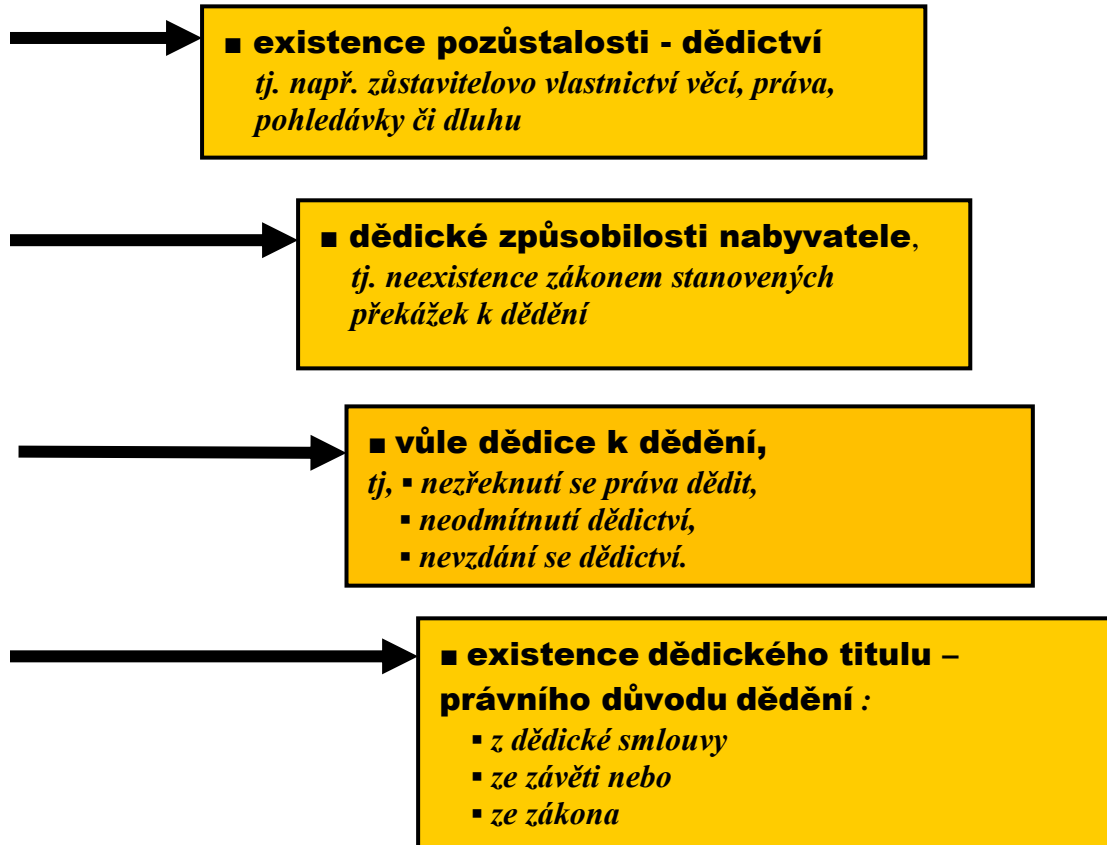 ■ existence pozůstalosti - dědictví
tj. např. zůstavitelovo vlastnictví věcí, práva,
pohledávky či dluhu
■ dědické způsobilosti nabyvatele,
tj. neexistence zákonem stanovených
překážek k dědění
■ vůle dědice k dědění,
tj, ▪ nezřeknutí se práva dědit,
▪ neodmítnutí dědictví,
▪ nevzdání se dědictví.
■ existence dědického titulu –
právního důvodu dědění :
▪ z dědické smlouvy
▪ ze závěti nebo
▪ ze zákona